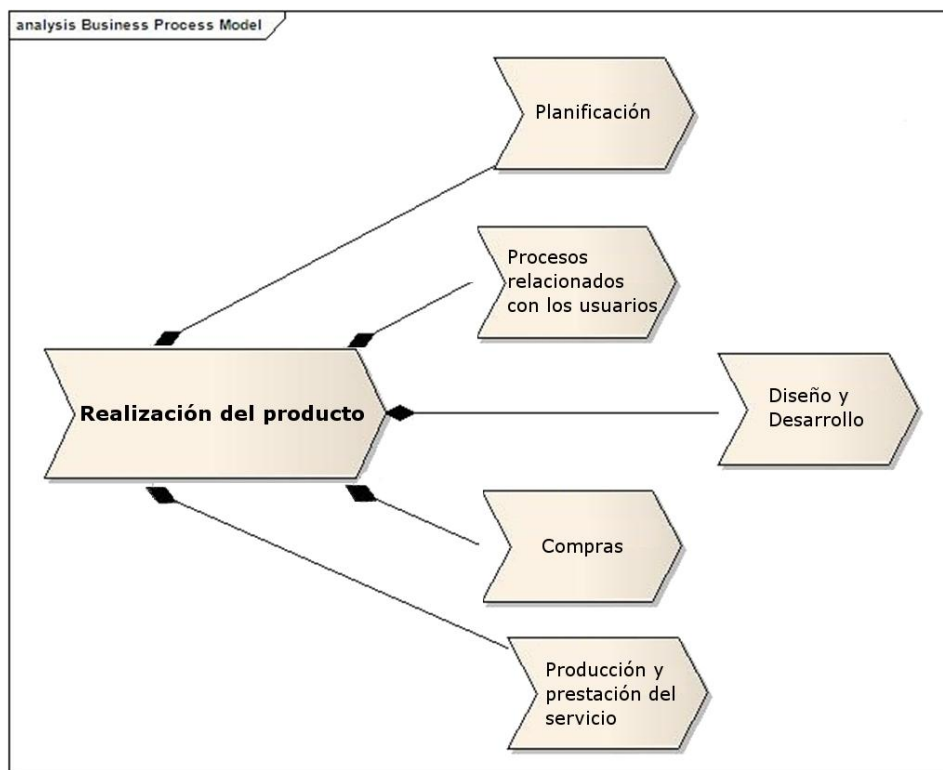 analysis Business Process Model
Planificación
Procesos
relacionados
con los usuarios
Realización del producto
Diseño y
Desarrollo
Compras
Producción y
prestación del
servicio